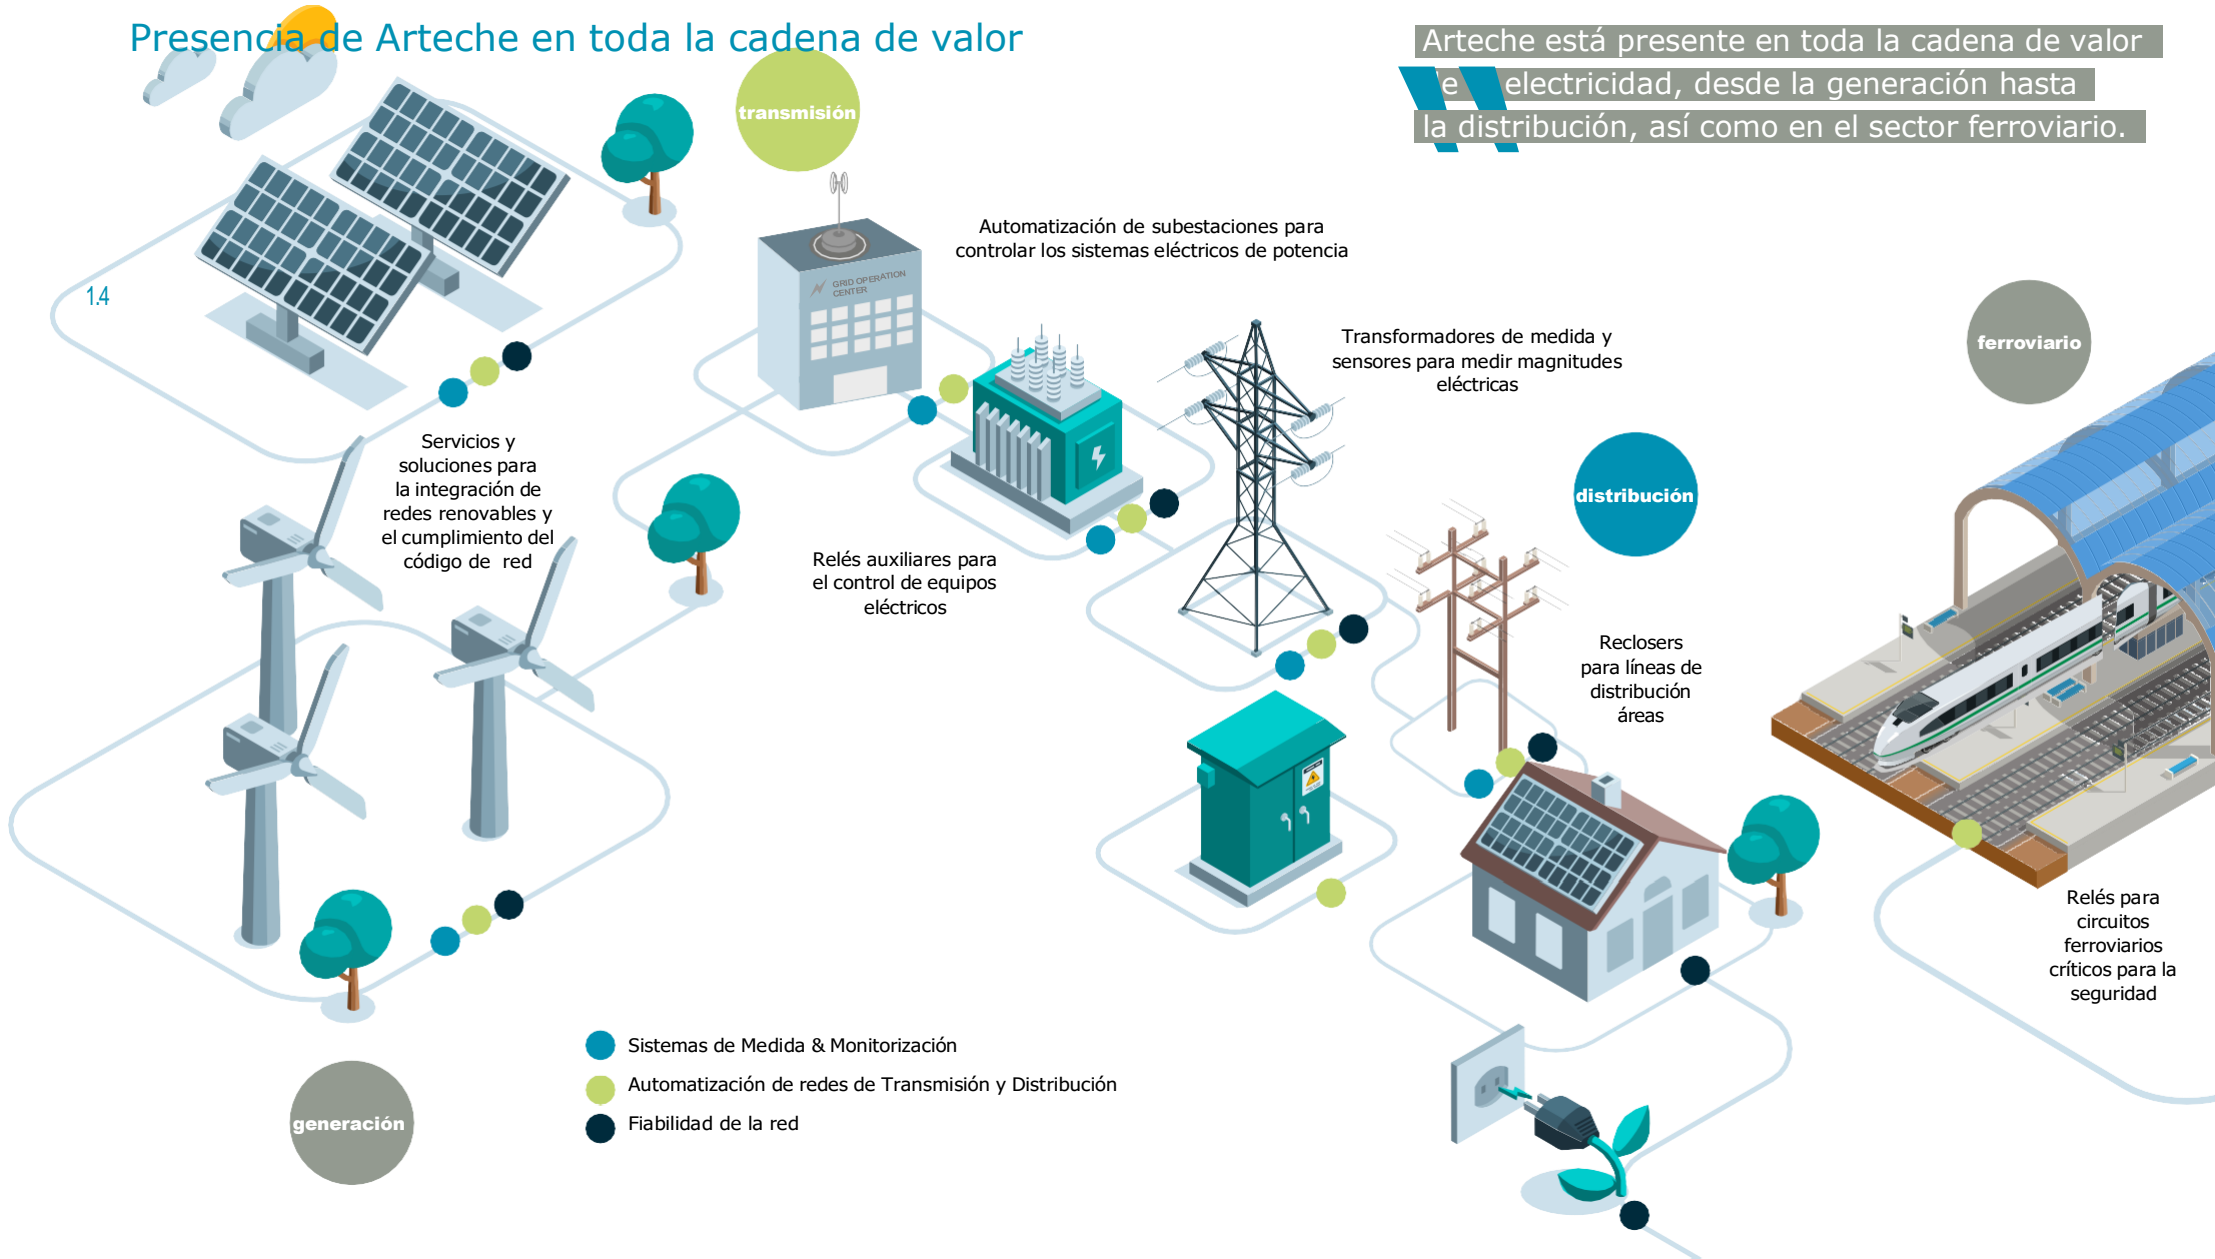 Presencia de Arteche en toda la cadena de valor
Arteche está presente en toda la cadena de valor
electricidad, desde la generación hasta
la distribución, así como en el sector ferroviario.
transmisión
Automatización de subestaciones para
controlar los sistemas eléctricos de potencia
1.4
GRID OPERATION
CENTER
Transformadores de medida y
sensores para medir magnitudes
eléctricas
ferroviario
Servicios y
soluciones para
la integración de
redes renovables y
el cumplimiento del
código de red
distribución
Relés auxiliares para
el control de equipos
eléctricos
Reclosers
para líneas de
distribución
áreas
Relés para
circuitos
ferroviarios
críticos para la
seguridad
Sistemas de Medida & Monitorización
Automatización de redes de Transmisión y Distribución
Fiabilidad de la red
generación